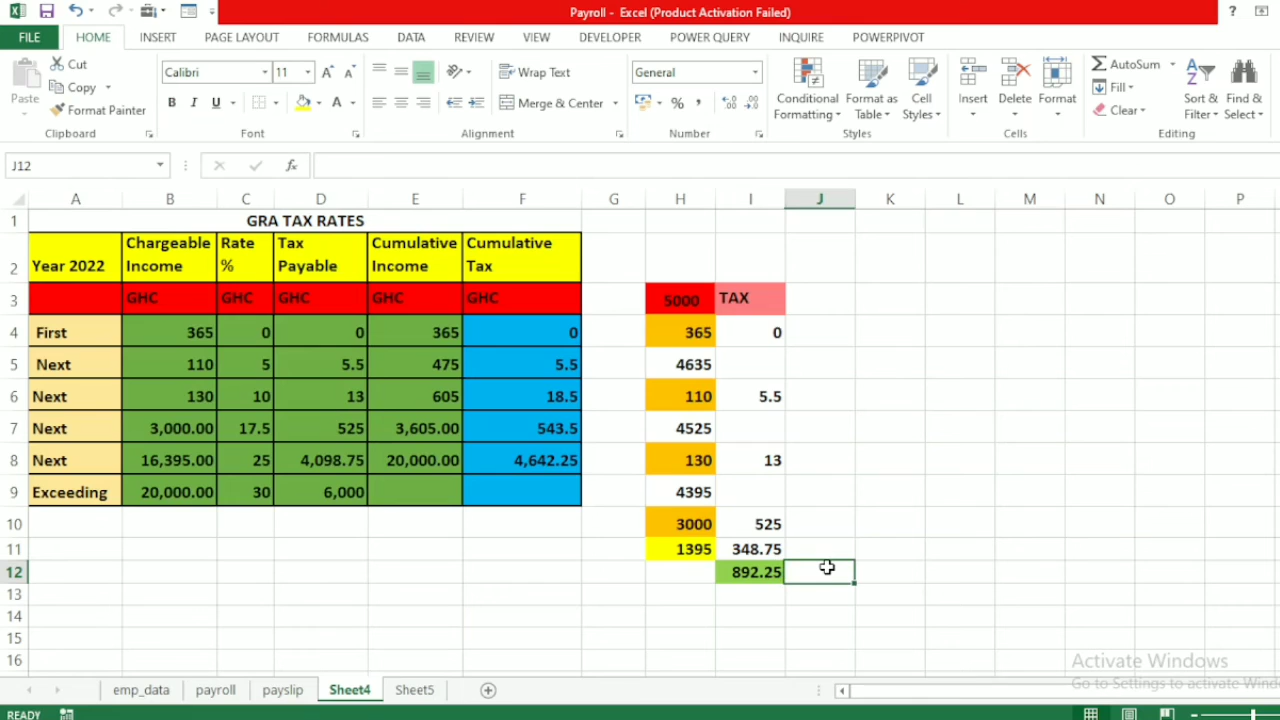 Payroll - Excel (Product Activation Failed)
?
FILE HOME INSERT PAGE LAYOUT FORMULAS DATA REVIEW VIEW DEVELOPER POWER QUERY INQUIRE POWERPIVOT
Paste
Cut
Copy
Format Painter
Clipboard
Calibri 11
B I U A
Font
Wrap Text
Merge & Center
Alignment
General
%
Number
Conditional Formatting
Format as Table
Cell Styles
Styles
Insert Delete Format
Cells
AutoSum
Fill
Clear
Sort & Filter
Find & Select
Editing
J12
fx
A B C D E F G H I J K L M N O P
1 GRA TAX RATES
2 Year 2022 Chargeable Income Rate % Tax Payable Cumulative Income Cumulative Tax
3 GHC GHC GHC GHC GHC 5000 TAX
4 First 365 0 0 365 0 365 0
5 Next 110 5 5.5 475 5.5 4635
6 Next 130 10 13 605 18.5 110 5.5
7 Next 3,000.00 17.5 525 3,605.00 543.5 4525
8 Next 16,395.00 25 4,098.75 20,000.00 4,642.25 130 13
9 Exceeding 20,000.00 30 6,000 4395
10 3000 525
11 1395 348.75
12 892.25
13
14
15
16
Activate Windows
Go to Settings to activate Wind
emp_data payroll payslip Sheet4 Sheet5
READY